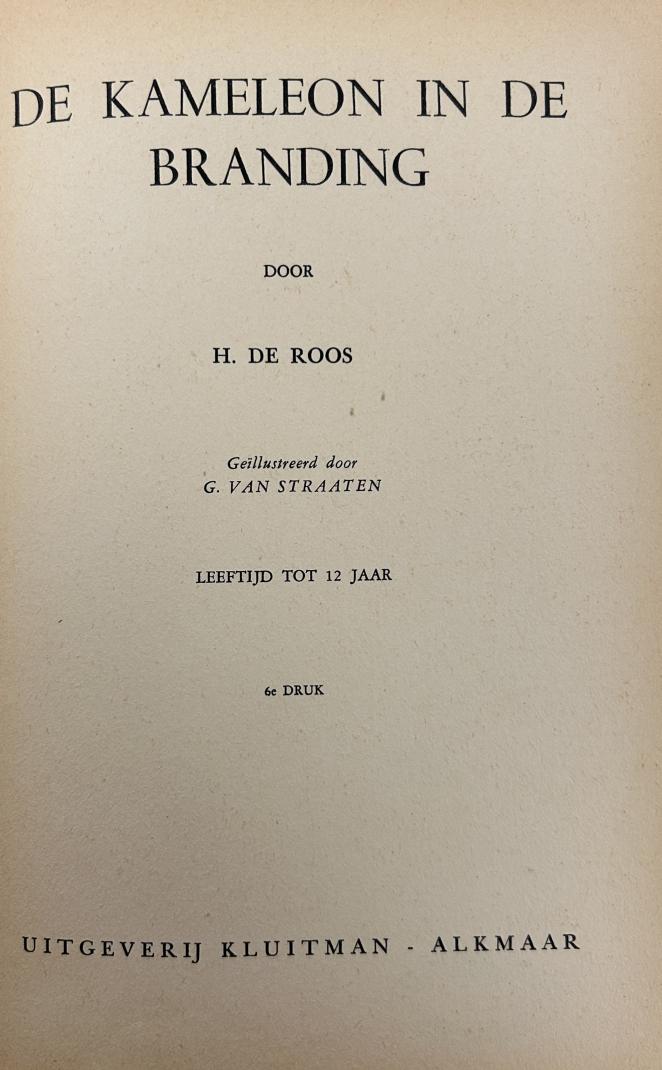 DE KAMELEON IN DE
BRANDING
DOOR
H. DE ROOS
Geïllustreerd door
G. VAN STRAATEN
LEEFTIJD TOT 12 JAAR
6e DRUK
UITGEVERIJ KLUITMAN - ALKMAAR